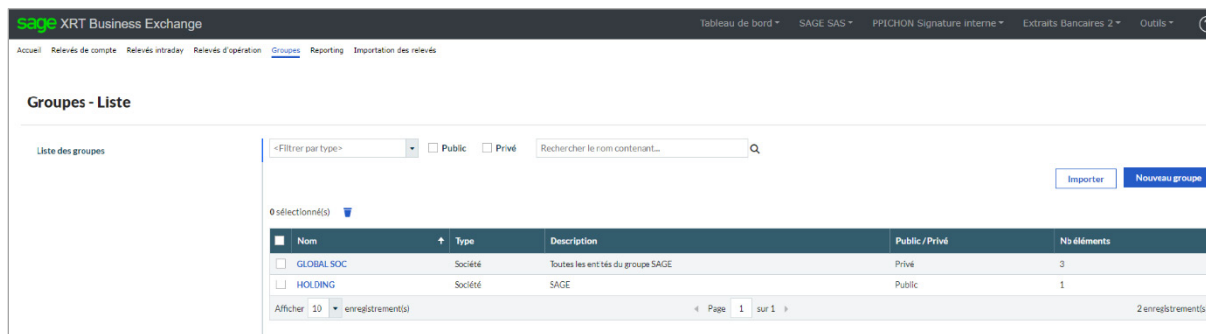 sage XRT Business Exchange Tableau de bord SAGE SAS PPICHON Signature interne Extraits Bancaires 2 Outils ?
Accueil Relevés de compte Relevés intraday Relevés d'opération Groupes Reporting Importation des relevés
Groupes - Liste
Liste des groupes <Filtrer par type> Public Privé Rechercher le nom contenant...
Importer Nouveau groupe
0 sélectionné(s)
Nom Type Description Public / Privé Nb éléments
GLOBAL SOC Société Toutes les entités du groupe SAGE Privé 3
HOLDING Société SAGE Public 1
Afficher 10 enregistrement(s) Page 1 sur 1 2 enregistrement(s